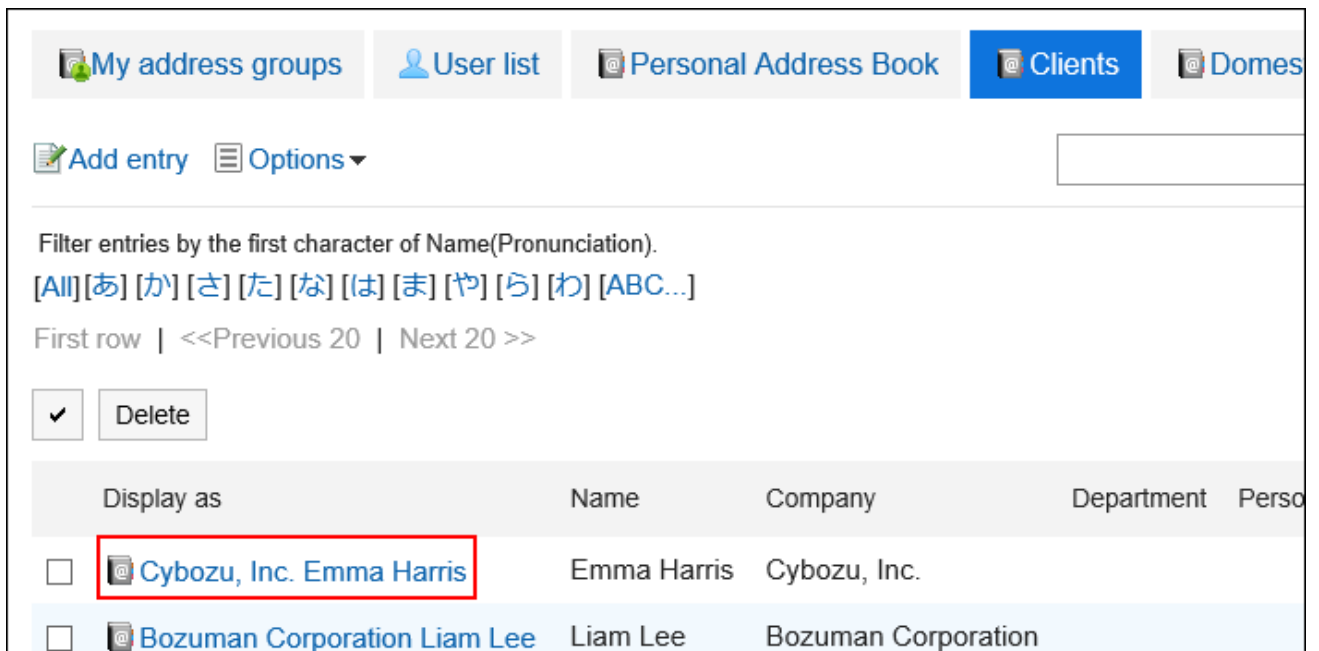 My address groups User list Personal Address Book Clients Domes
Add entry Options
Filter entries by the first character of Name(Pronunciation).
[All] [あ] [か] [さ] [た] [な] [は] [ま] [や] [ら] [わ] [ABC...]
First row | <<Previous 20 | Next 20 >>
Delete
Display as Name Company Department Perso
Cybozu, Inc. Emma Harris Emma Harris Cybozu, Inc.
Bozuman Corporation Liam Lee Liam Lee Bozuman Corporation